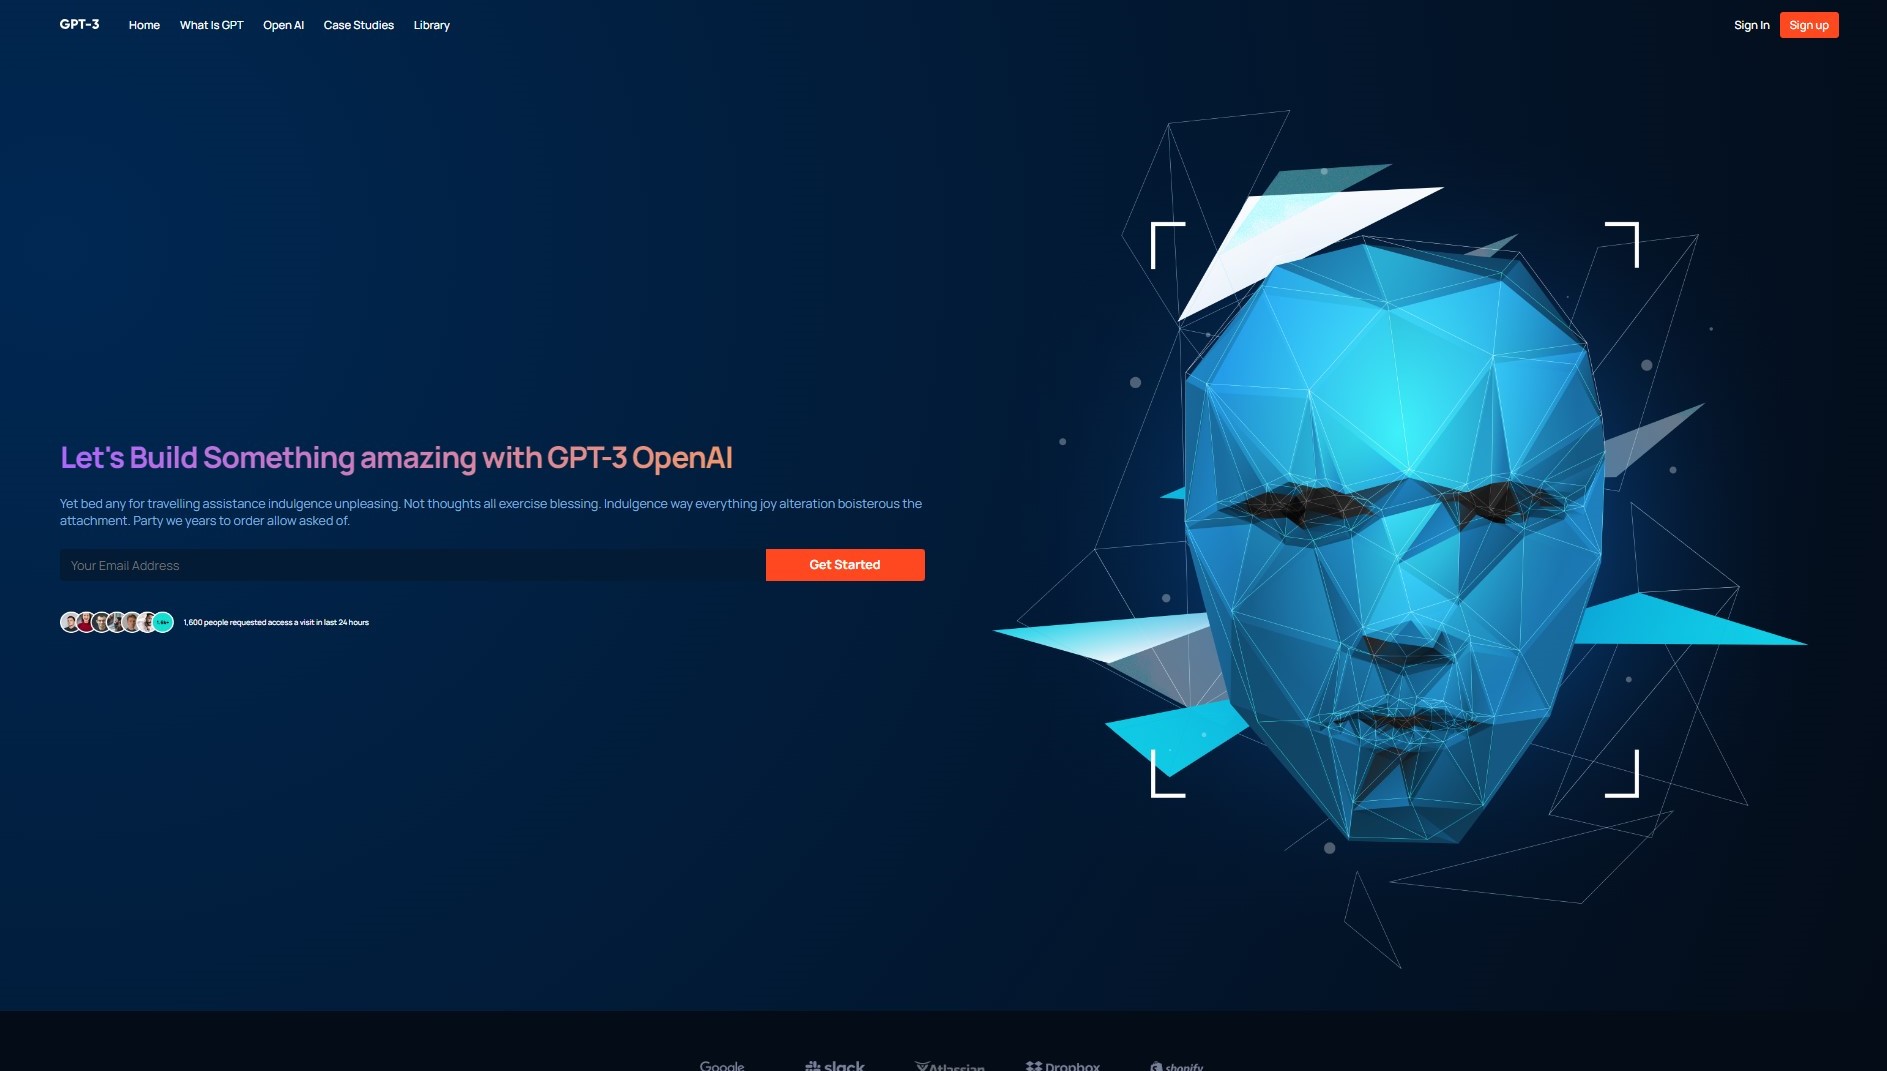 GPT-3
Home
What Is GPT
Open AI
Case Studies
Library
Sign In
Sign up
Let's Build Something amazing with GPT-3 OpenAI
Yet bed any for travelling assistance indulgence unpleasing. Not thoughts all exercise blessing. Indulgence way everything joy alteration boisterous the
attachment. Party we years to order allow asked of.
Your Email Address
Get Started
1,600 people requested access a visit in last 24 hours
Google
slack
Atlassian
Dropbox
shopify